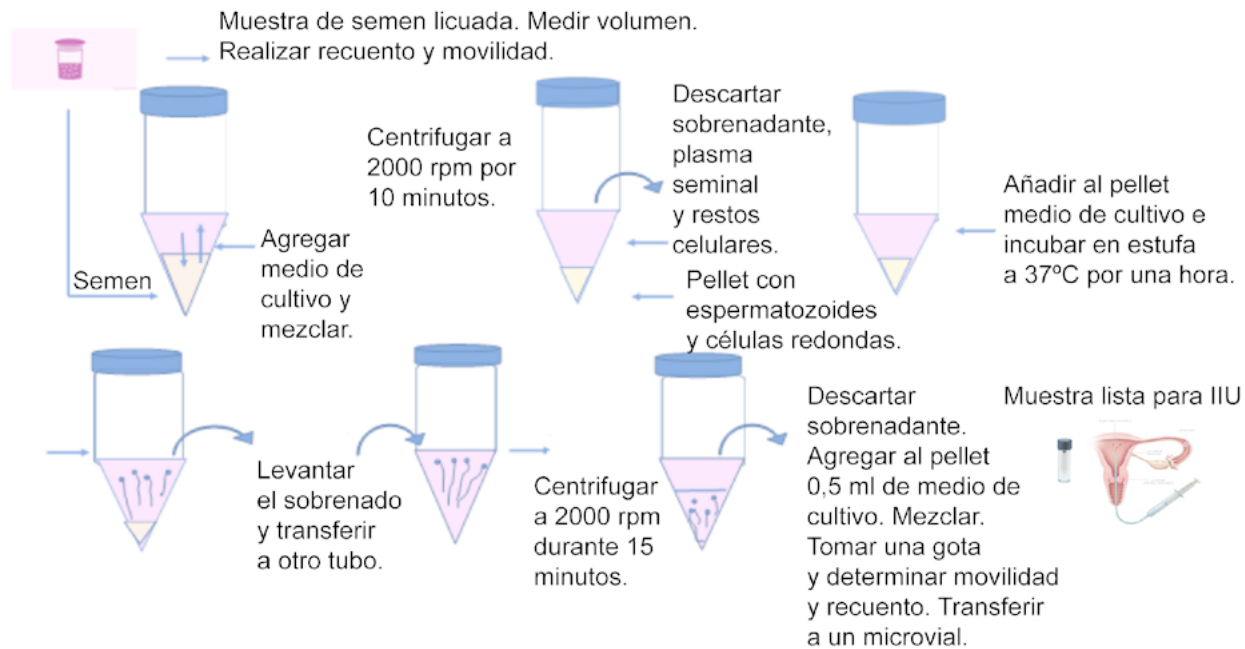 Muestra de semen licuada. Medir volumen.
Realizar recuento y movilidad.
Semen
Agregar
medio de
cultivo y
mezclar.
Centrifugar a
2000 rpm por
10 minutos.
Descartar
sobrenadante,
plasma
seminal
y restos
celulares.
Pellet con
espermatozoides
y células redondas.
Añadir al pellet
medio de cultivo e
incubar en estufa
a 37ºC por una hora.
Levantar
el sobrenado
y transferir
a otro tubo.
Centrifugar
a 2000 rpm
durante 15
minutos.
Descartar
sobrenadante.
Agregar al pellet
0,5 ml de medio de
cultivo. Mezclar.
Tomar una gota
y determinar movilidad
y recuento. Transferir
a un microvial.
Muestra lista para IIU